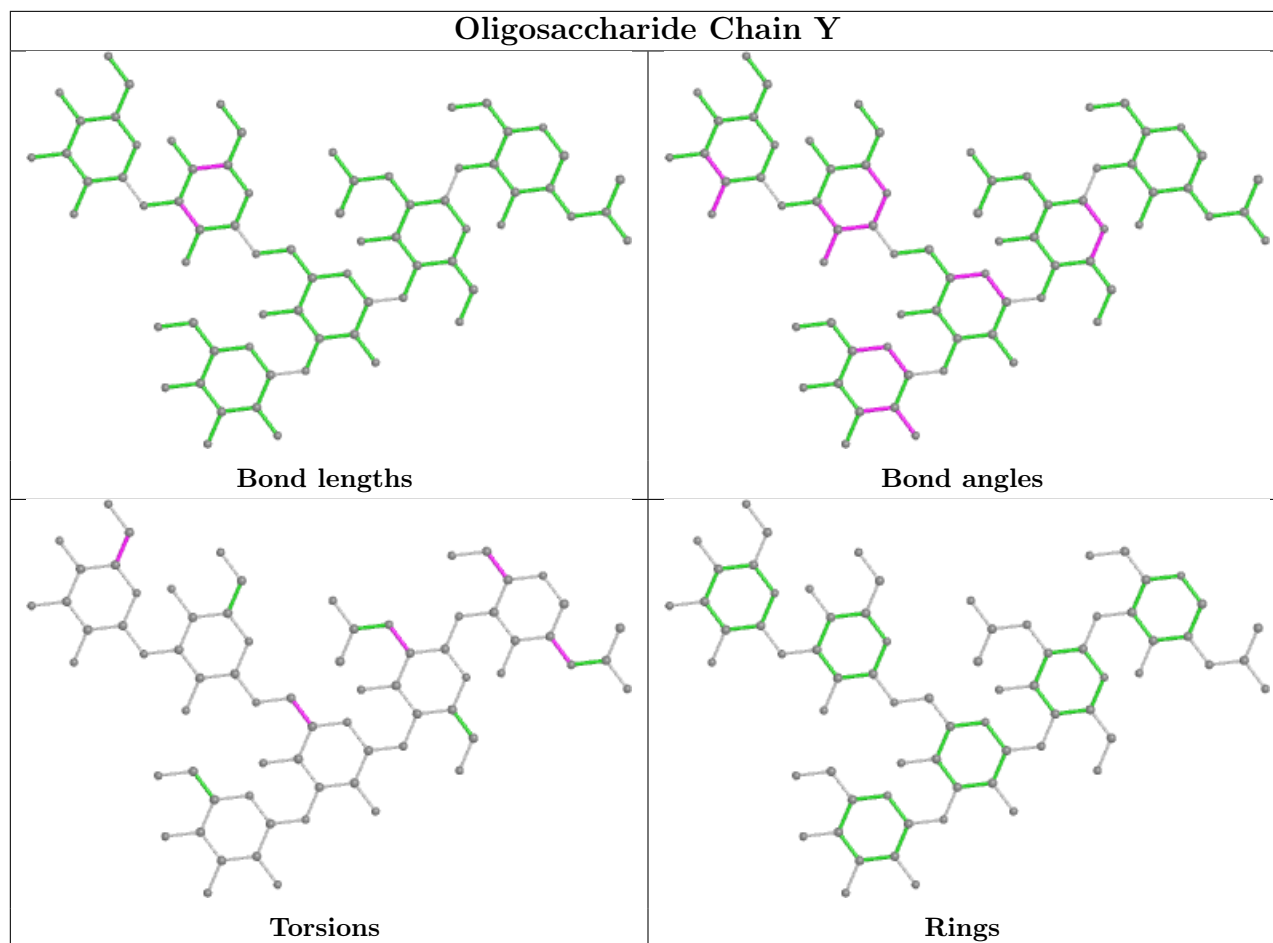 Oligosaccharide Chain Y
Bond lengths
Bond angles
Torsions
Rings